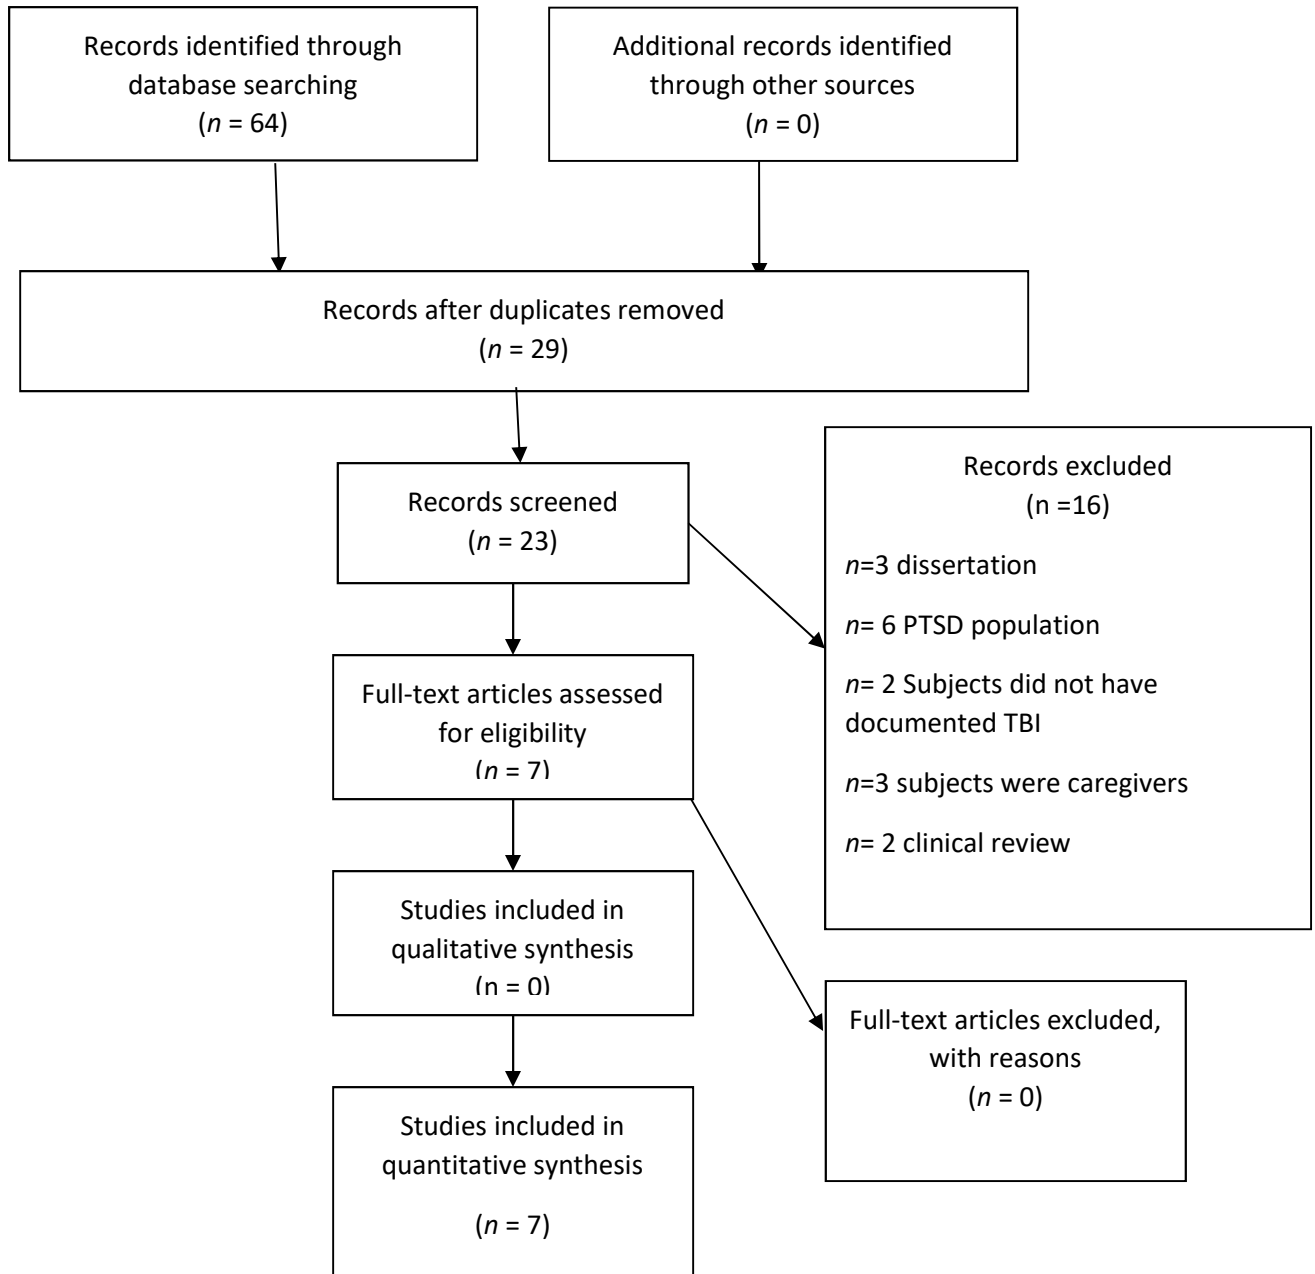 Records identified through
database searching
(n = 64)
Additional records identified
through other sources
(n = 0)
Records after duplicates removed
(n = 29)
Records screened
(n = 23)
Records excluded
(n =16)
n=3 dissertation
n= 6 PTSD population
n= 2 Subjects did not have
documented TBI
n=3 subjects were caregivers
n= 2 clinical review
Full-text articles assessed
for eligibility
(n = 7)
Studies included in
qualitative synthesis
(n = 0)
Full-text articles excluded,
with reasons
(n = 0)
Studies included in
quantitative synthesis
(n = 7)